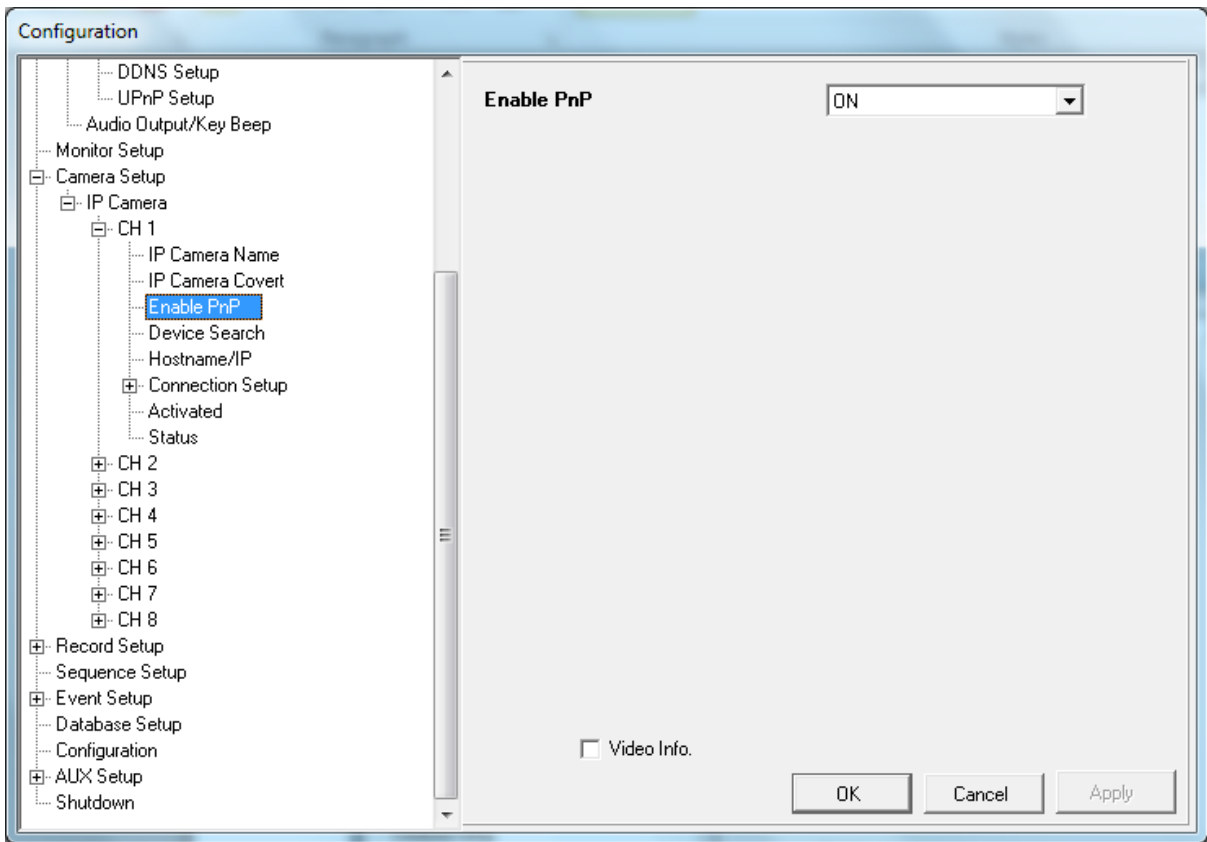 Configuration
DDNS Setup
UPnP Setup
Audio Output/Key Beep
Monitor Setup
Camera Setup
IP Camera
CH 1
IP Camera Name
IP Camera Covert
Enable PnP
Device Search
Hostname/IP
Connection Setup
Activated
Status
CH 2
CH 3
CH 4
CH 5
CH 6
CH 7
CH 8
Record Setup
Sequence Setup
Event Setup
Database Setup
Configuration
AUX Setup
Shutdown
Enable PnP ON
Video Info.
OK Cancel Apply